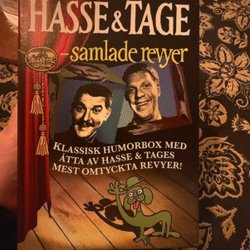 HASSE & TAGE
samlade revyer
KLASSISK HUMORBOX MED
ÅTTA AV HASSE & TAGES
MEST OMTYCKTA REVYER!